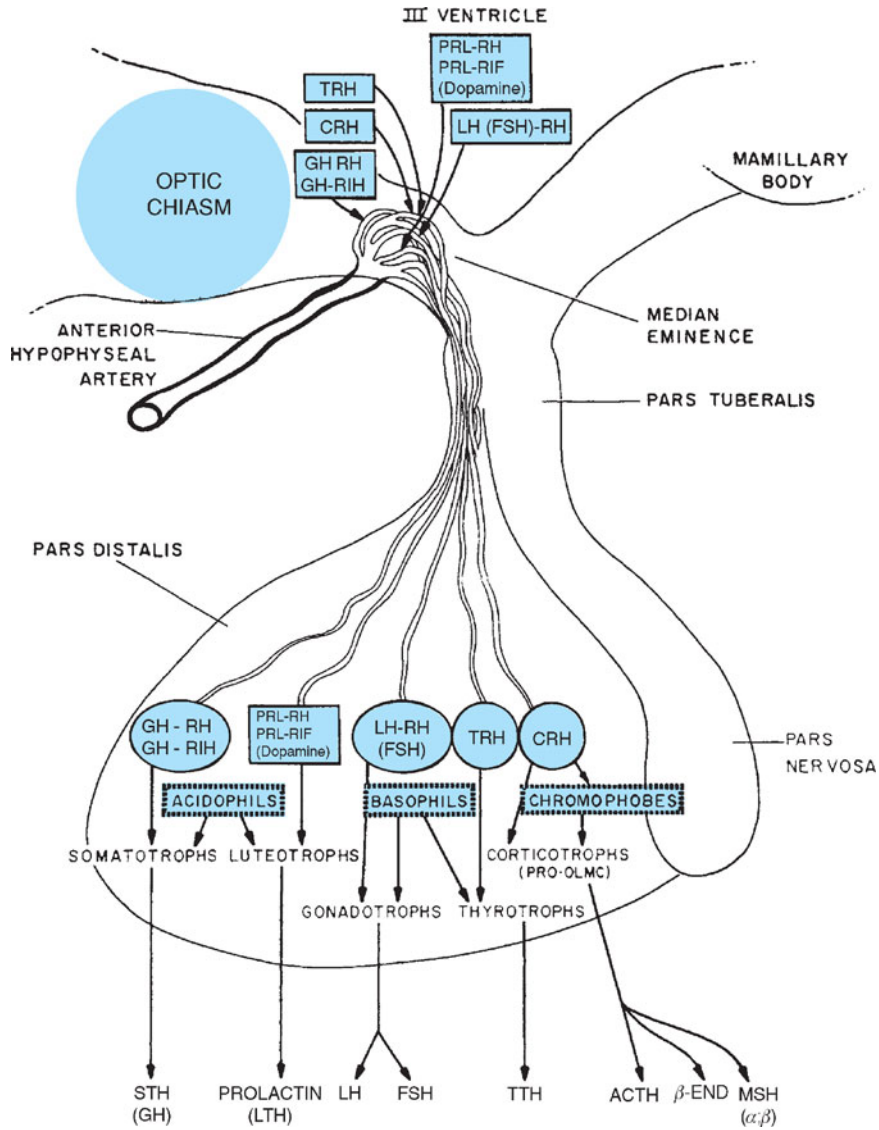 III VENTRICLE
PRL-RH
PRL-RIF
(Dopamine)
TRH
CRH
LH (FSH)-RH
GH RH
GH-RIH
OPTIC
CHIASM
MAMILLARY
BODY
ANTERIOR
HYPOPHYSEAL
ARTERY
MEDIAN
EMINENCE
PARS TUBERALIS
PARS DISTALIS
GH - RH
GH - RIH
PRL-RH
PRL-RIF
(Dopamine)
LH-RH
(FSH)
TRH
CRH
PARS
NERVOSA
ACIDOPHILS
BASOPHILS
CHROMOPHOBES
SOMATOTROPHS
LUTEOTROPHS
CORTICOTROPHS
(PRO-OLMC)
GONADOTROPHS
THYROTROPHS
STH
(GH)
PROLACTIN
(LTH)
LH
FSH
TTH
ACTH
β-END
MSH
(α;β)